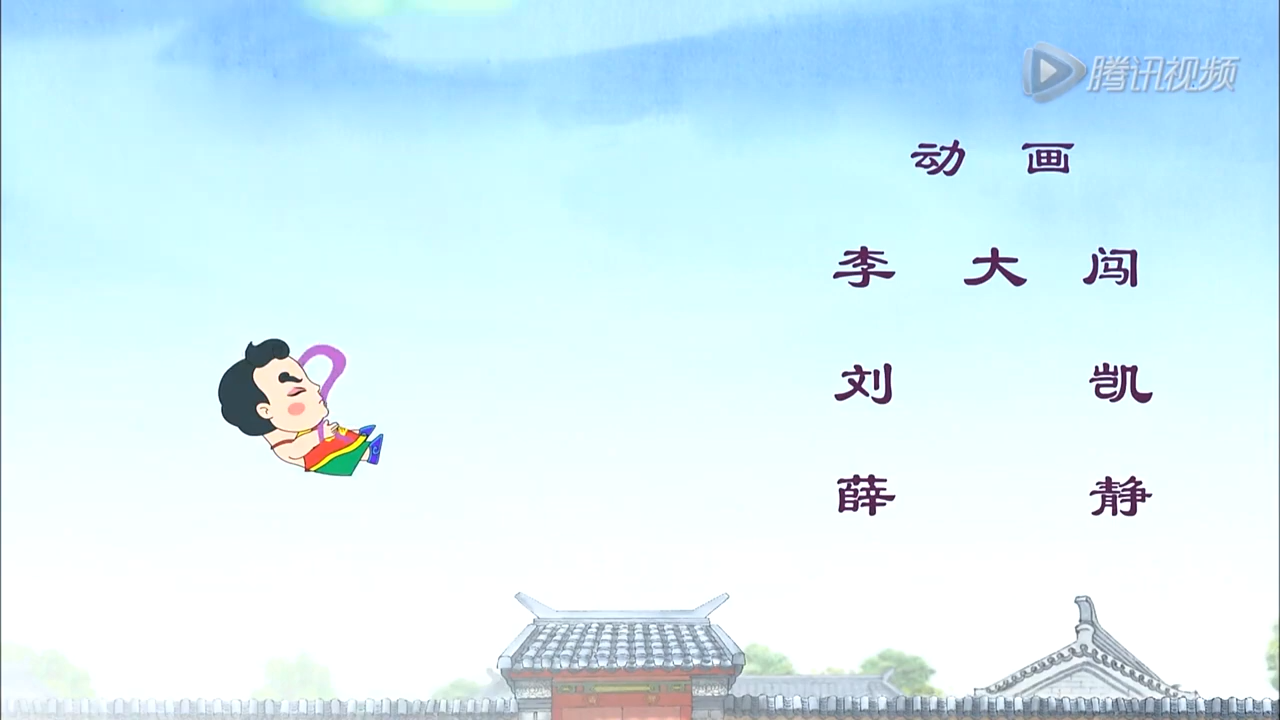 腾讯视频
动 画
李 大 闯
刘 凯
薛 静